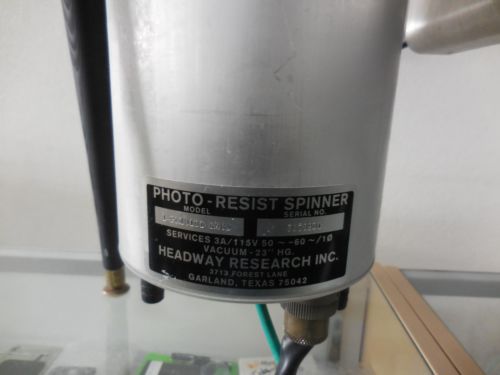 PHOTO - RESIST SPINNER
MODEL SERIAL NO.
SERVICES 3A/115V 50 ~ -60 ~ /1Ø
VACUUM - 23" HG.
HEADWAY RESEARCH INC.
3713 FOREST LANE
GARLAND, TEXAS 75042